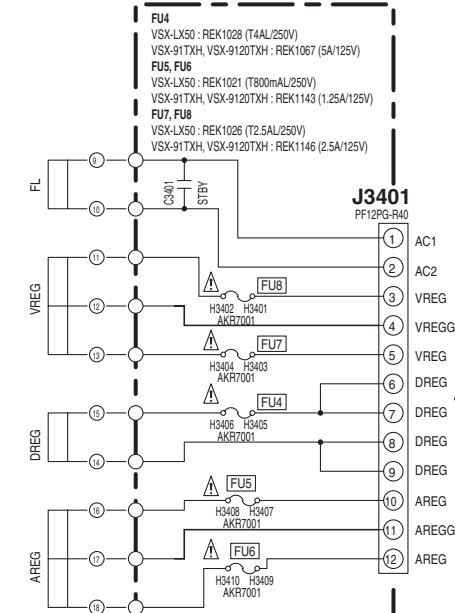 FU4
VSX-LX50 : REK1028 (T4AL/250V)
VSX-91TXH, VSX-9120TXH : REK1067 (5A/125V)
FU5, FU6
VSX-LX50 : REK1021 (T800mAL/250V)
VSX-91TXH, VSX-9120TXH : REK1143 (1.25A/125V)
FU7, FU8
VSX-LX50 : REK1026 (T2.5AL/250V)
VSX-91TXH, VSX-9120TXH : REK1146 (2.5A/125V)
FL
9
10
C3401
STBY
J3401
PF12PG-R40
1 AC1
2 AC2
VREG
11
12
13
FU8
H3402 H3401
AKR7001
3 VREG
4 VREGG
FU7
H3404 H3403
AKR7001
5 VREG
DREG
15
14
FU4
H3406 H3405
AKR7001
6 DREG
7 DREG
8 DREG
9 DREG
AREG
16
17
18
FU5
H3408 H3407
AKR7001
10 AREG
11 AREGG
FU6
H3410 H3409
AKR7001
12 AREG